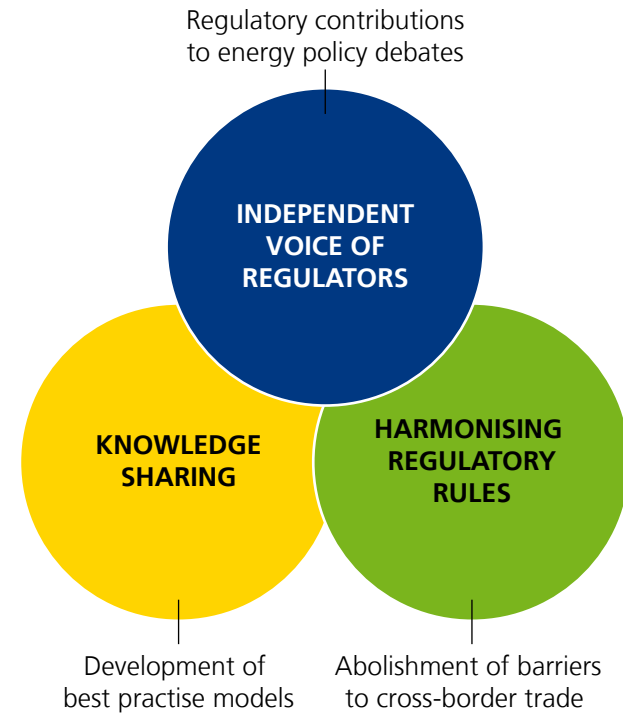 Regulatory contributions
to energy policy debates
INDEPENDENT
VOICE OF
REGULATORS
KNOWLEDGE
SHARING
HARMONISING
REGULATORY
RULES
Development of
best practise models
Abolishment of barriers
to cross-border trade